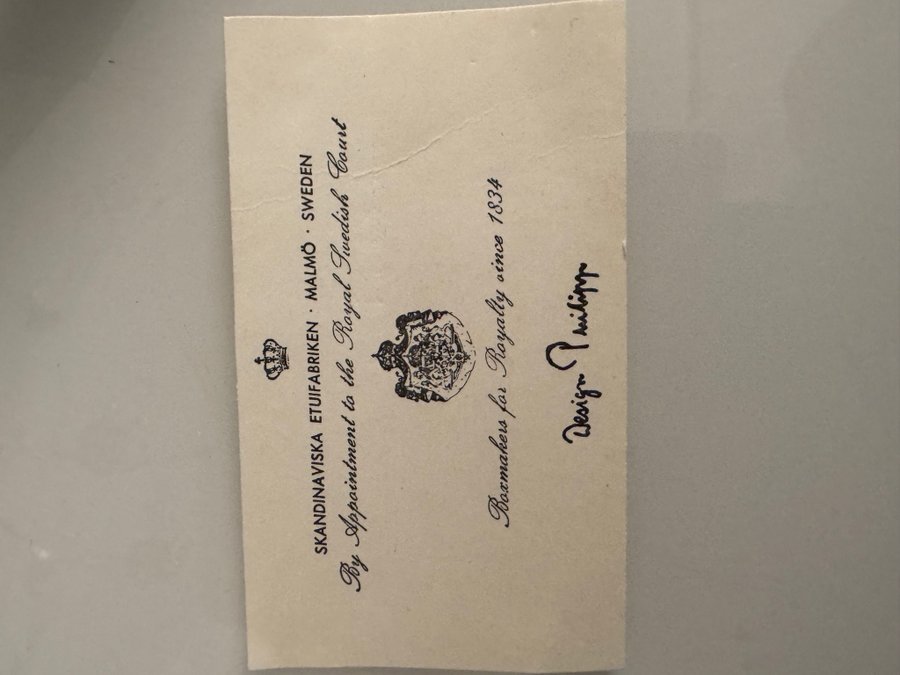 SKANDINAVISKA ETUIFABRIKEN · MALMÖ · SWEDEN
By Appointment to the Royal Swedish Court
Boxmakers for Royalty since 1834
Design Philipp